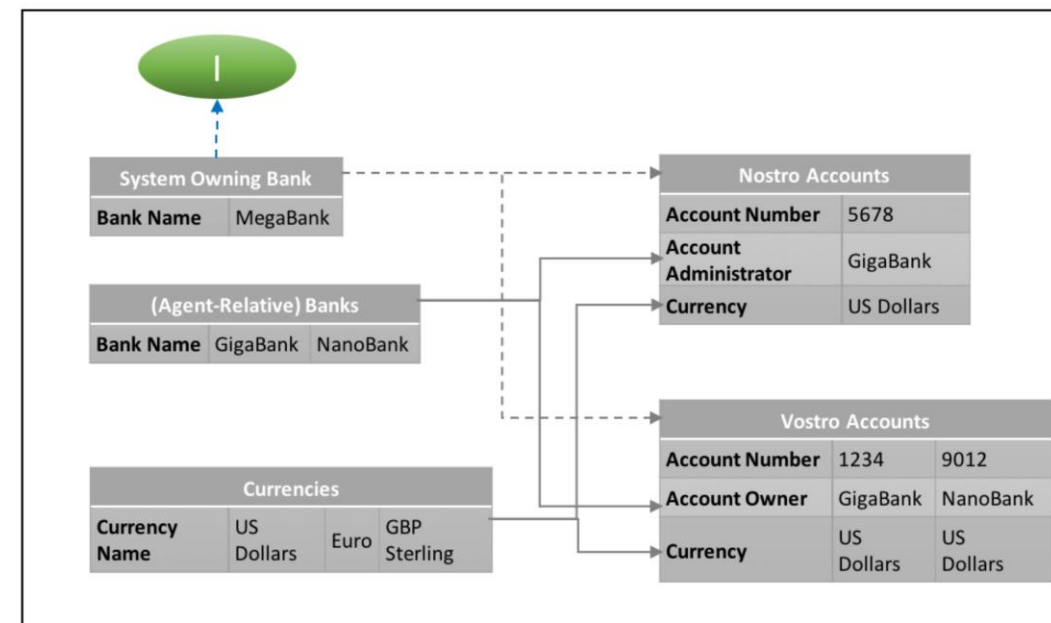 I
System Owning Bank
Bank Name MegaBank
(Agent-Relative) Banks
Bank Name GigaBank NanoBank
Currencies
Currency Name US Dollars Euro GBP Sterling
Nostro Accounts
Account Number 5678
Account Administrator GigaBank
Currency US Dollars
Vostro Accounts
Account Number 1234 9012
Account Owner GigaBank NanoBank
Currency US Dollars US Dollars